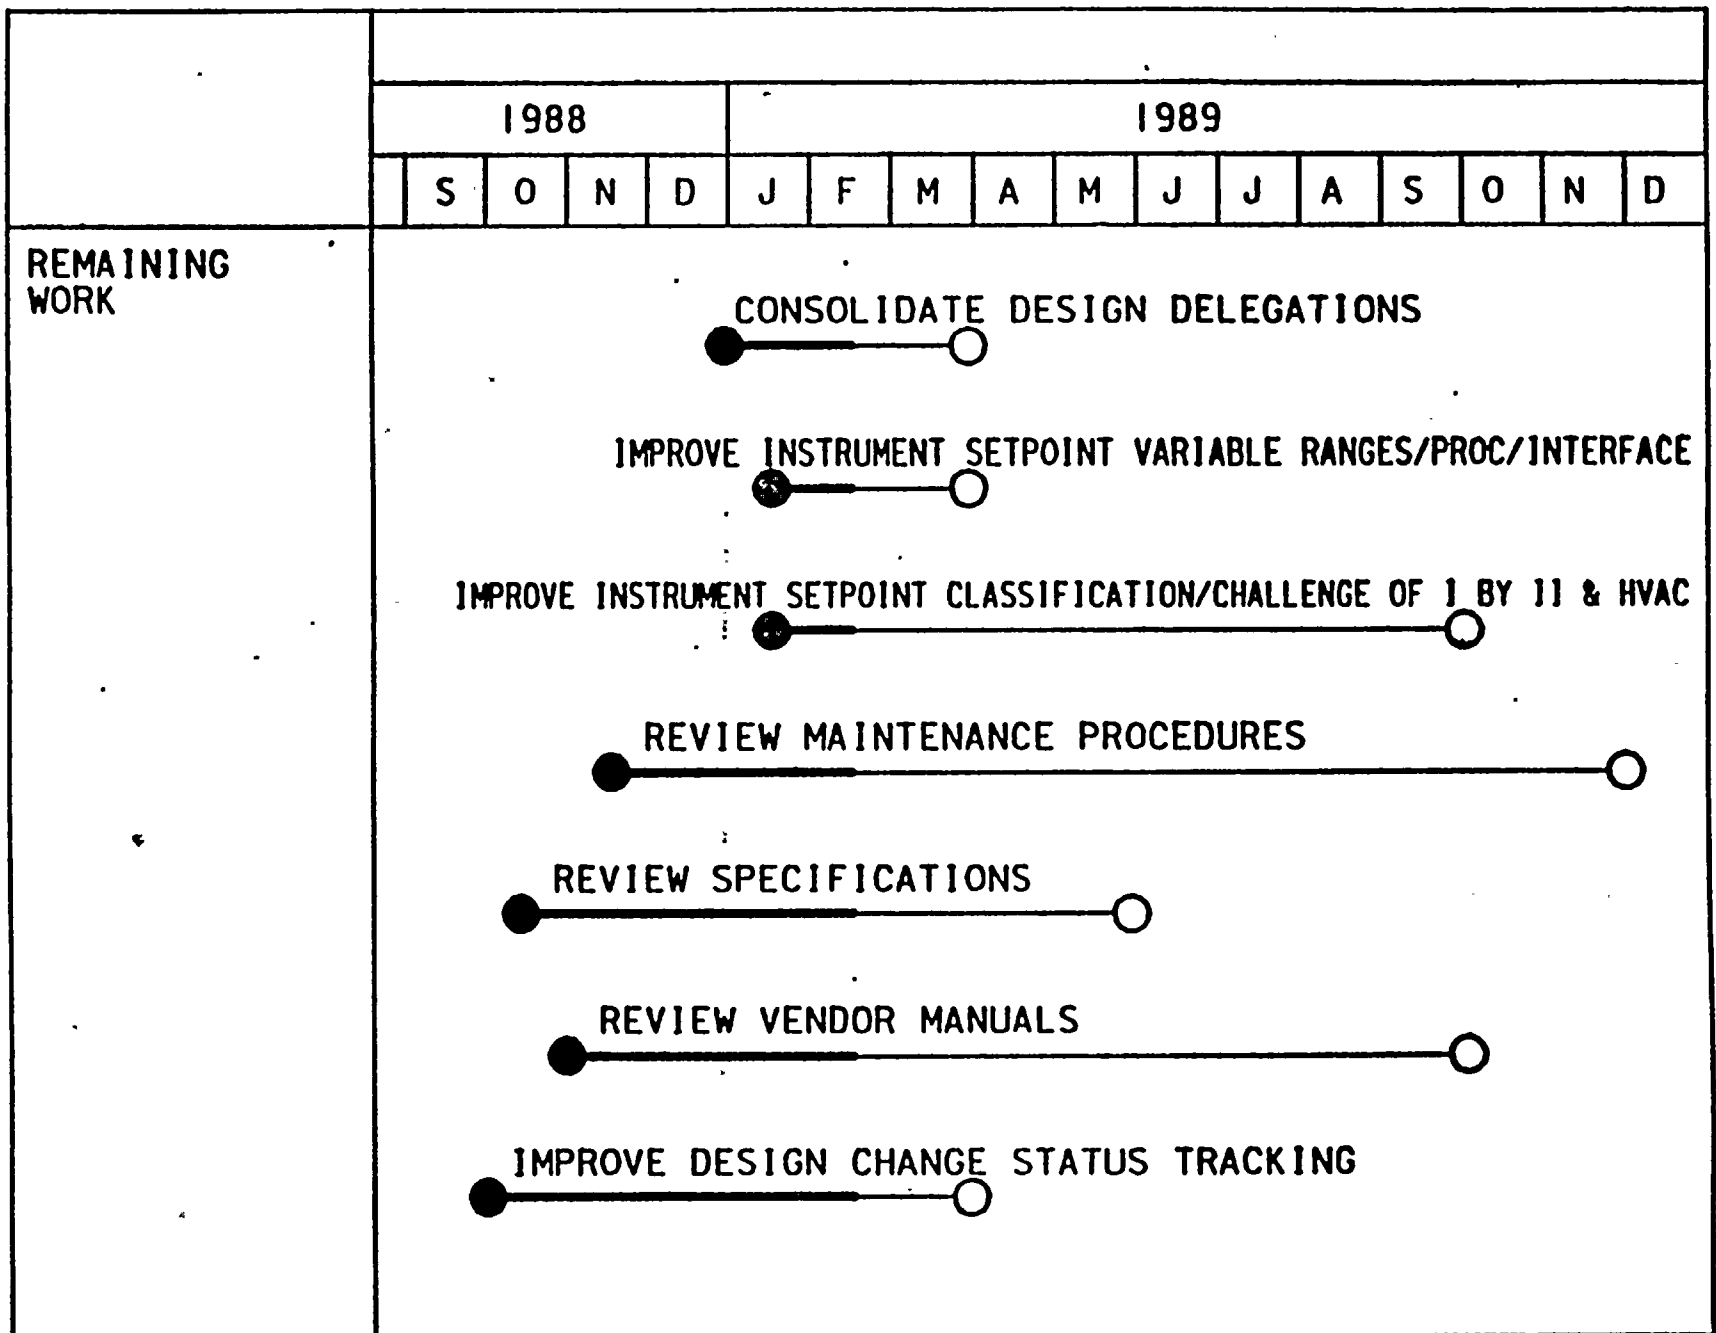 1988 1989
S O N D J F M A M J J A S O N D
REMAINING
WORK
CONSOLIDATE DESIGN DELEGATIONS
IMPROVE INSTRUMENT SETPOINT VARIABLE RANGES/PROC/INTERFACE
IMPROVE INSTRUMENT SETPOINT CLASSIFICATION/CHALLENGE OF I BY II & HVAC
REVIEW MAINTENANCE PROCEDURES
REVIEW SPECIFICATIONS
REVIEW VENDOR MANUALS
IMPROVE DESIGN CHANGE STATUS TRACKING